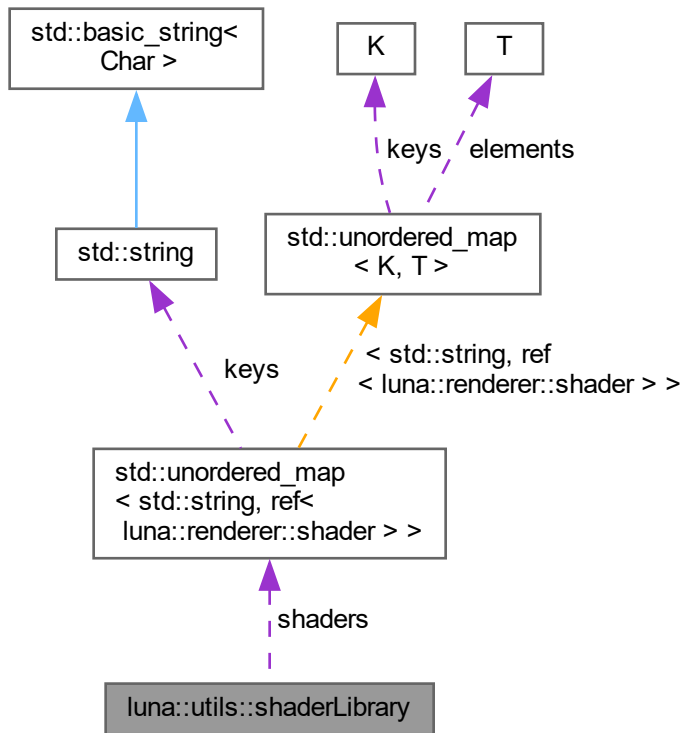 std::basic_string<
Char >
K
T
keys
elements
std::string
std::unordered_map
< K, T >
< std::string, ref
< luna::renderer::shader > >
keys
std::unordered_map
< std::string, ref<
luna::renderer::shader > >
shaders
luna::utils::shaderLibrary